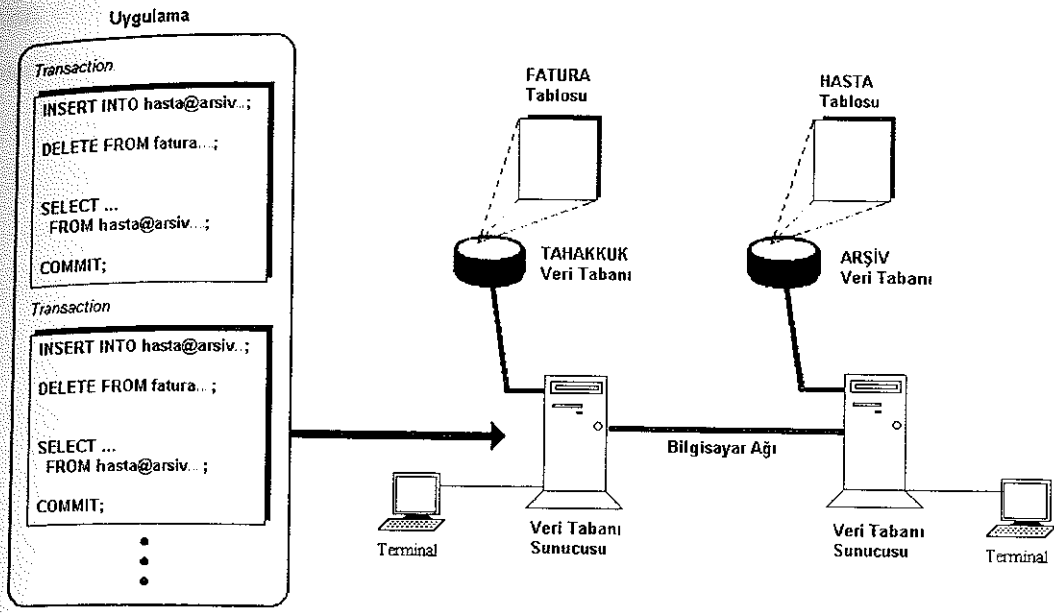 Uygulama
Transaction
INSERT INTO hasta@arsiv...;
DELETE FROM fatura...;
SELECT ...
FROM hasta@arsiv...;
COMMIT;
Transaction
INSERT INTO hasta@arsiv...;
DELETE FROM fatura...;
SELECT ...
FROM hasta@arsiv...;
COMMIT;
FATURA
Tablosu
TAHAKKUK
Veri Tabanı
HASTA
Tablosu
ARŞİV
Veri Tabanı
Bilgisayar Ağı
Terminal
Veri Tabanı
Sunucusu
Veri Tabanı
Sunucusu
Terminal